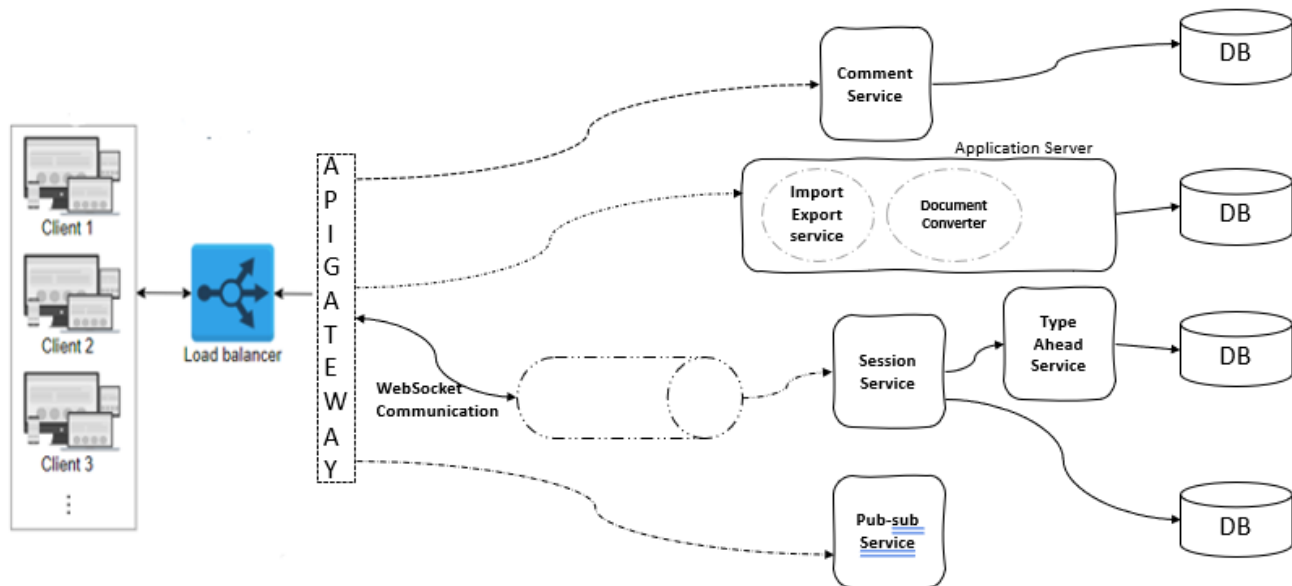 Client 1
Client 2
Client 3
Load balancer
A
P
I
G
A
T
E
W
A
Y
WebSocket
Communication
Comment
Service
DB
Application Server
Import
Export
service
Document
Converter
DB
Session
Service
Type
Ahead
Service
DB
Pub-sub
Service
DB